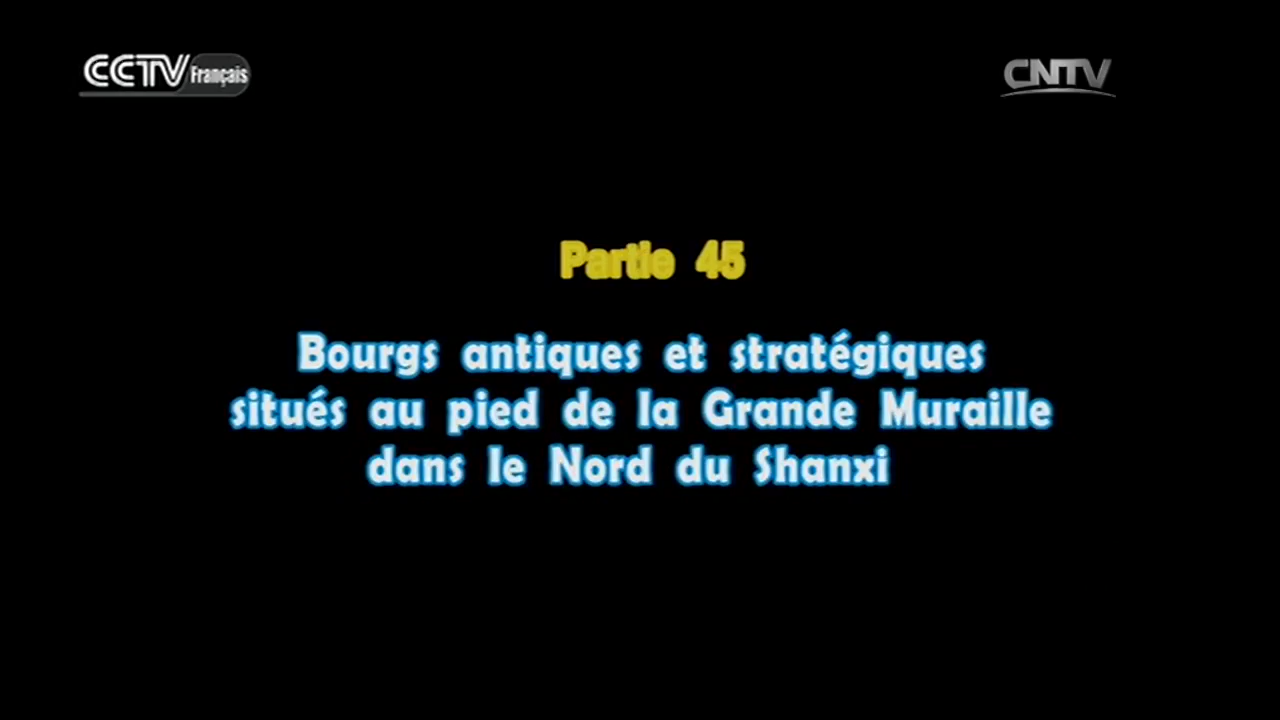 CCTV Français
CNTV
Partie 45
Bourgs antiques et stratégiques
situés au pied de la Grande Muraille
dans le Nord du Shanxi